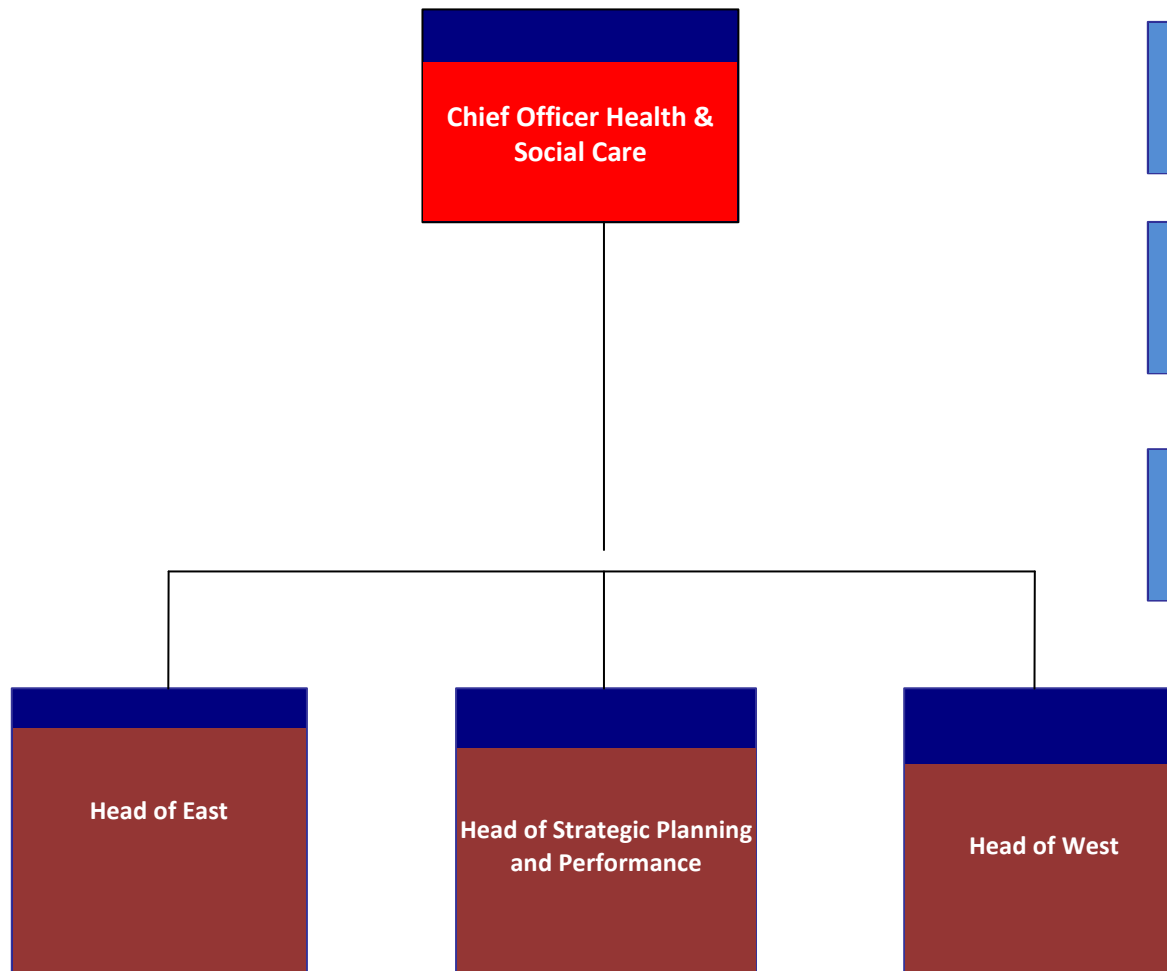 Chief Officer Health &
Social Care
Head of East
Head of Strategic Planning
and Performance
Head of West